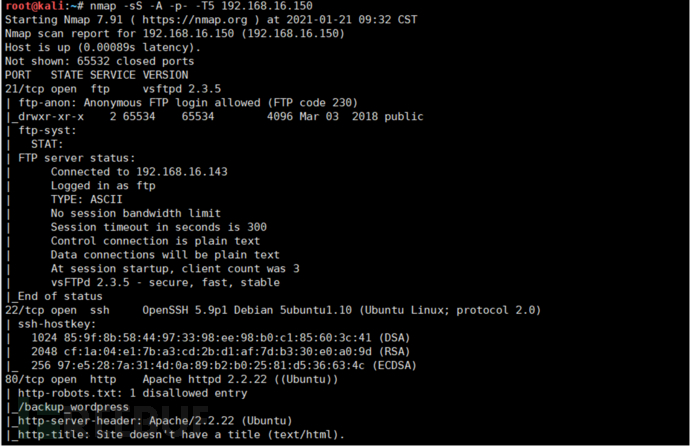 root@kali:~# nmap -sS -A -p- -T5 192.168.16.150
Starting Nmap 7.91 ( https://nmap.org ) at 2021-01-21 09:32 CST
Nmap scan report for 192.168.16.150 (192.168.16.150)
Host is up (0.00089s latency).
Not shown: 65532 closed ports
PORT   STATE SERVICE VERSION
21/tcp open  ftp     vsftpd 2.3.5
| ftp-anon: Anonymous FTP login allowed (FTP code 230)
|_drwxr-xr-x    2 65534    65534        4096 Mar 03  2018 public
| ftp-syst:
|   STAT:
| FTP server status:
|      Connected to 192.168.16.143
|      Logged in as ftp
|      TYPE: ASCII
|      No session bandwidth limit
|      Session timeout in seconds is 300
|      Control connection is plain text
|      Data connections will be plain text
|      At session startup, client count was 3
|      vsFTPd 2.3.5 - secure, fast, stable
|_End of status
22/tcp open  ssh     OpenSSH 5.9p1 Debian 5ubuntu1.10 (Ubuntu Linux; protocol 2.0)
| ssh-hostkey:
|   1024 85:9f:8b:58:44:97:33:98:ee:98:b0:c1:85:60:3c:41 (DSA)
|   2048 cf:1a:04:e1:7b:a3:cd:2b:d1:af:7d:b3:30:e0:a0:9d (RSA)
|_  256 97:e5:28:7a:31:4d:0a:89:b2:b0:25:81:d5:36:63:4c (ECDSA)
80/tcp open  http    Apache httpd 2.2.22 ((Ubuntu))
| http-robots.txt: 1 disallowed entry
|_/backup_wordpress
|_http-server-header: Apache/2.2.22 (Ubuntu)
|_http-title: Site doesn't have a title (text/html).